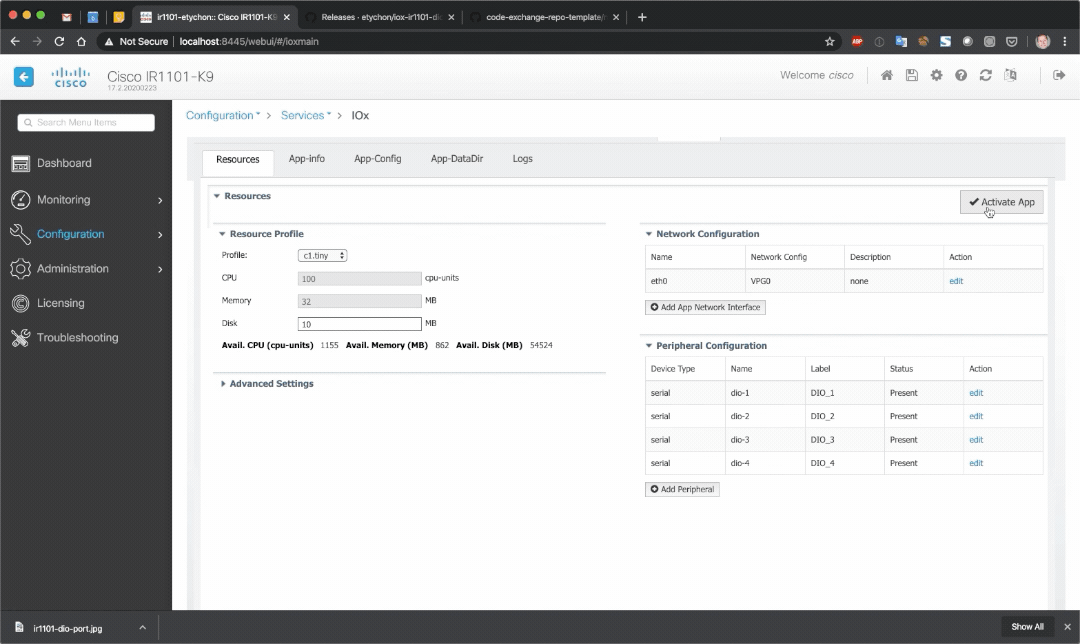 ir1101-etychon:: Cisco IR1101-K9
Releases · etychon/iox-ir1101-dio
code-exchange-repo-template/
Not Secure | localhost:8445/webui/#/ioxmain
ABP
CISCO
Cisco IR1101-K9
17.2.20200223
Welcome cisco
Search Menu Items
Dashboard
Monitoring
Configuration
Administration
Licensing
Troubleshooting
Configuration > Services > IOx
Resources App-info App-Config App-DataDir Logs
Resources
Activate App
Resource Profile
Profile: c1.tiny
CPU 100 cpu-units
Memory 32 MB
Disk 10 MB
Avail. CPU (cpu-units) 1155 Avail. Memory (MB) 862 Avail. Disk (MB) 54524
Advanced Settings
Network Configuration
Name Network Config Description Action
eth0 VPG0 none edit
Add App Network Interface
Peripheral Configuration
Device Type Name Label Status Action
serial dio-1 DIO_1 Present edit
serial dio-2 DIO_2 Present edit
serial dio-3 DIO_3 Present edit
serial dio-4 DIO_4 Present edit
Add Peripheral
ir1101-dio-port.jpg
Show All